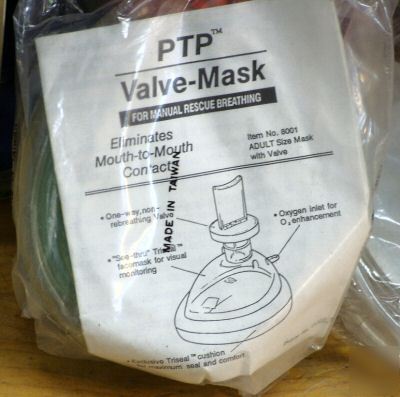 PTP™
Valve-Mask
FOR MANUAL RESCUE BREATHING
Eliminates
Mouth-to-Mouth
Contact
Item No. 8001
ADULT Size Mask
with Valve
MADE IN TAIWAN
• One-way, non-
rebreathing Valve
• Oxygen inlet for
O₂ enhancement
• "See-thru" Triseal™
facemask for visual
monitoring
• Exclusive Triseal™ cushion
maximum seal and comfort